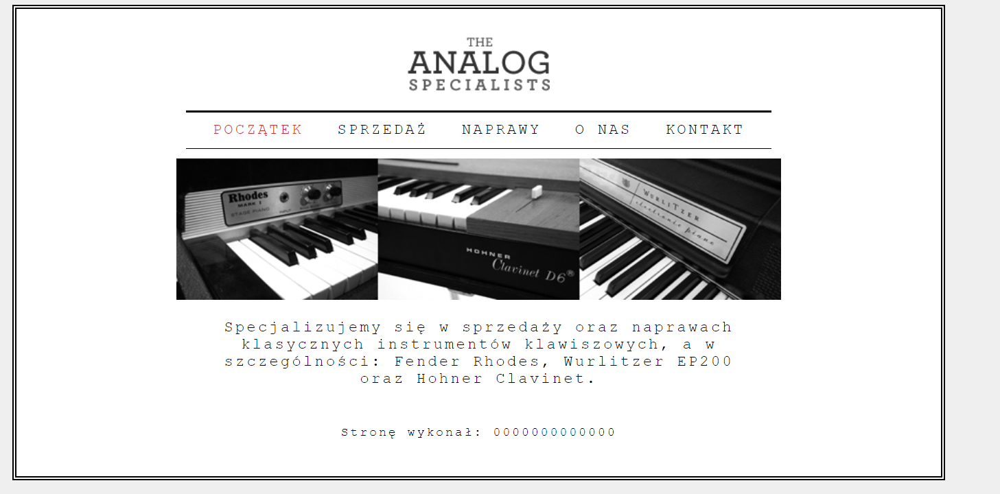 THE
ANALOG
SPECIALISTS
POCZĄTEK SPRZEDAŻ NAPRAWY O NAS KONTAKT
Rhodes
MARK I
STAGE PIANO
INPUT
HOHNER
Clavinet D6®
WURLITZER
electronic piano
Specjalizujemy się w sprzedaży oraz naprawach
klasycznych instrumentów klawiszowych, a w
szczególności: Fender Rhodes, Wurlitzer EP200
oraz Hohner Clavinet.
Stronę wykonał: 0000000000000